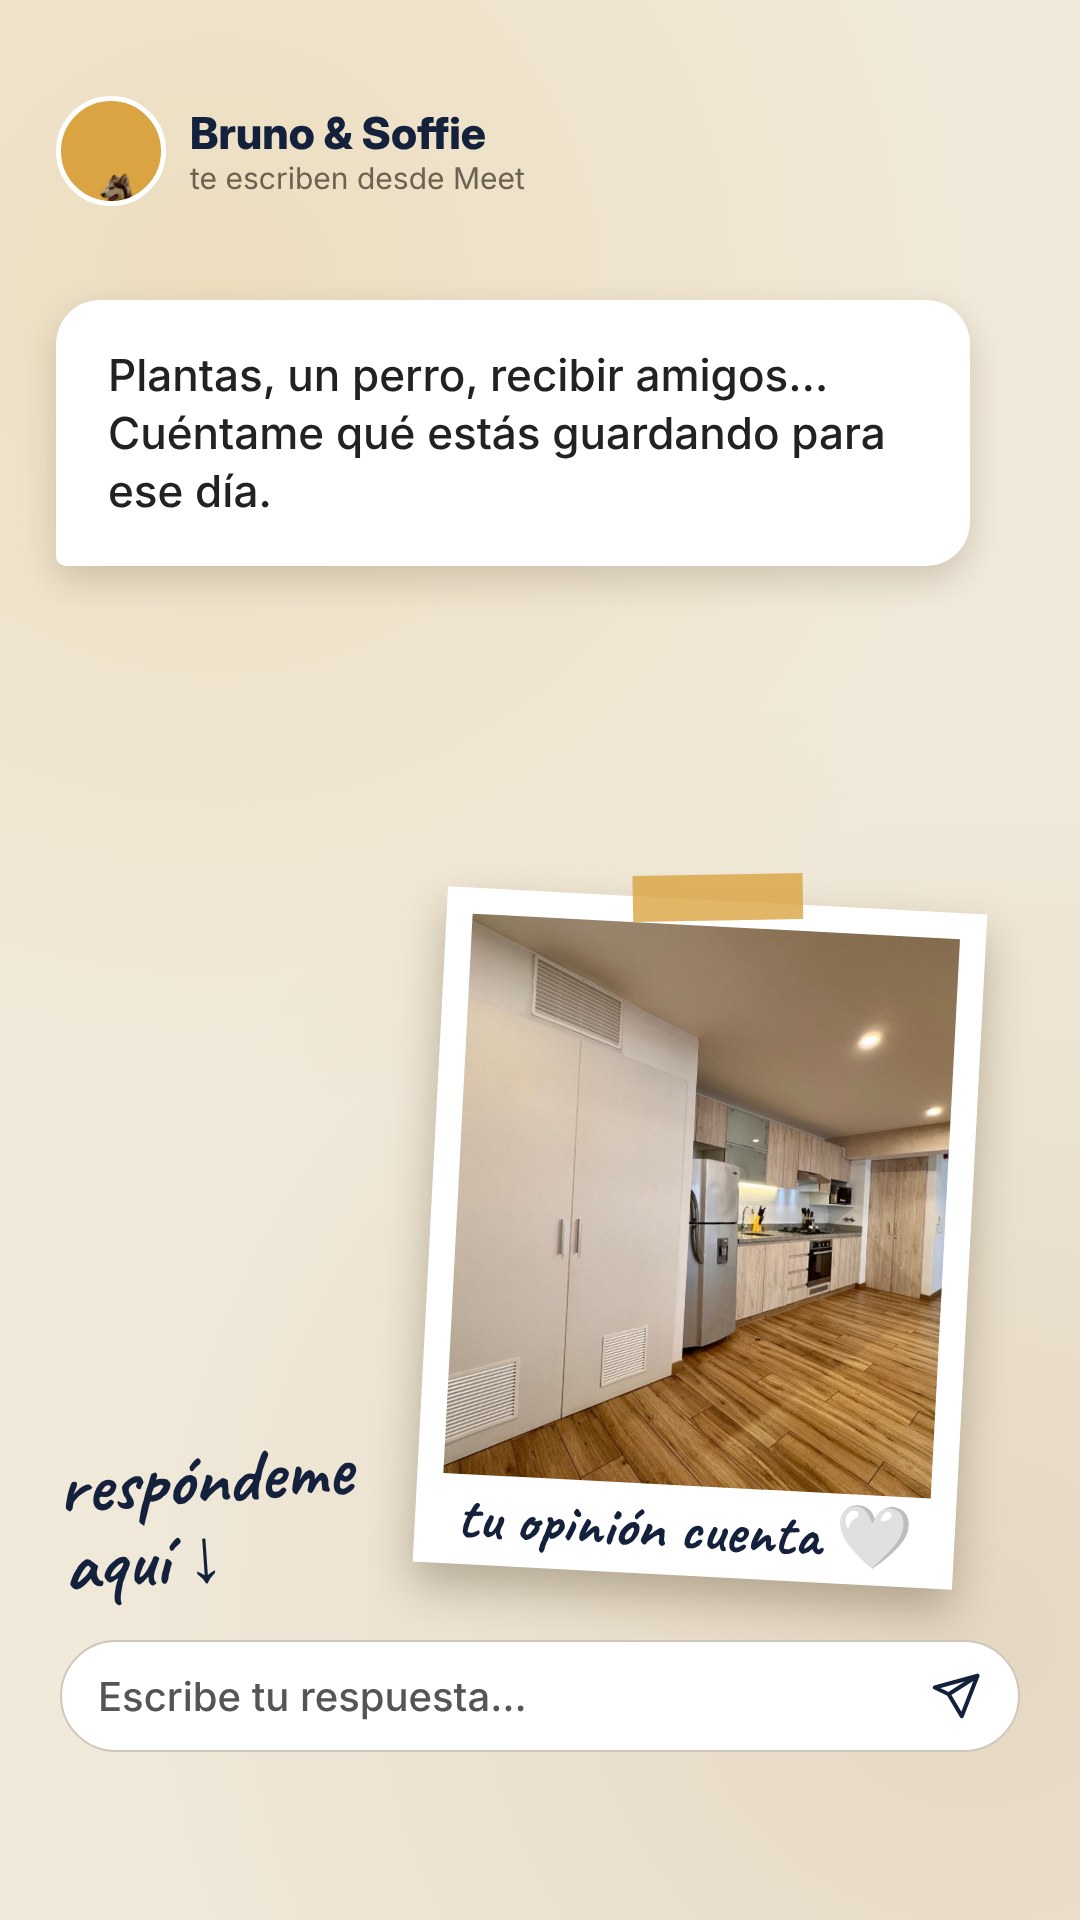 Bruno & Soffie
te escriben desde Meet
Plantas, un perro, recibir amigos...
Cuéntame qué estás guardando para
ese día.
respóndeme
aquí ↓
tu opinión cuenta 🤍
Escribe tu respuesta...